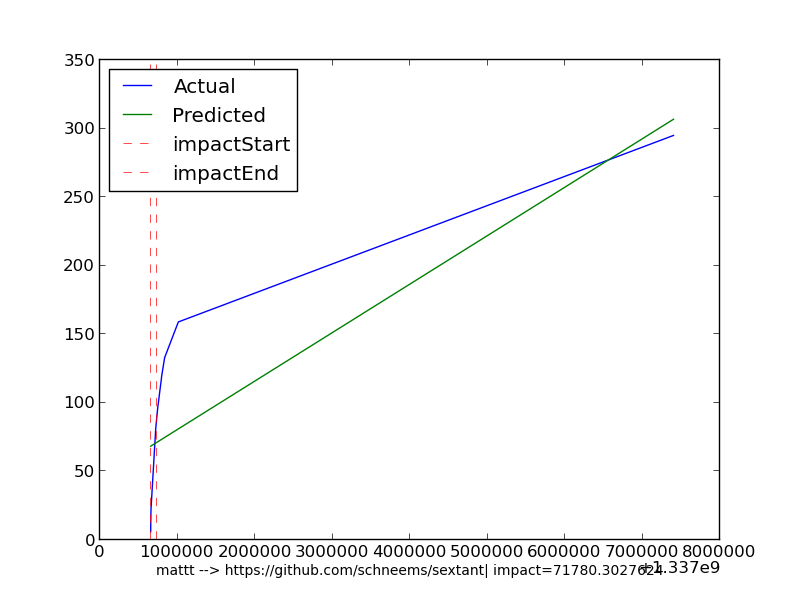 350
300
250
200
150
100
50
0
Actual
Predicted
impactStart
impactEnd
0 1000000 2000000 3000000 4000000 5000000 6000000 7000000 8000000
+1.337e9
mattt --> https://github.com/schneems/sextant| impact=71780.3027624